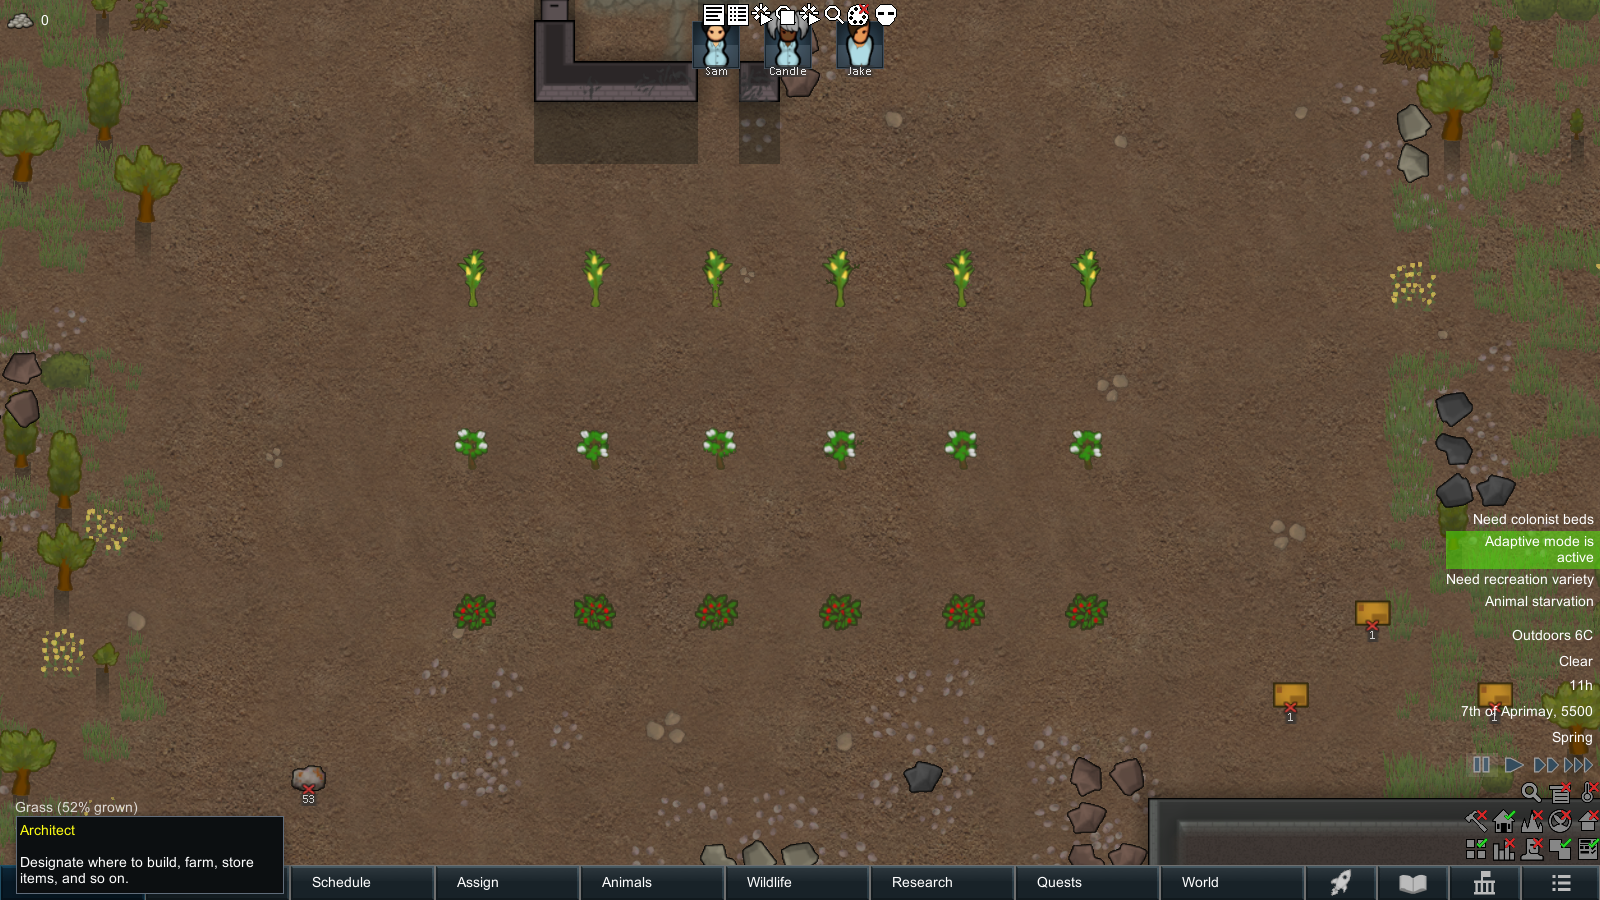 0
Sam
Candle
Jake
Need colonist beds
Adaptive mode is
active
Need recreation variety
Animal starvation
1
Outdoors 6C
Clear
11h
1
1
7th of Aprimay, 5500
Spring
53
Grass (52% grown)
Architect
Designate where to build, farm, store
items, and so on.
Schedule
Assign
Animals
Wildlife
Research
Quests
World